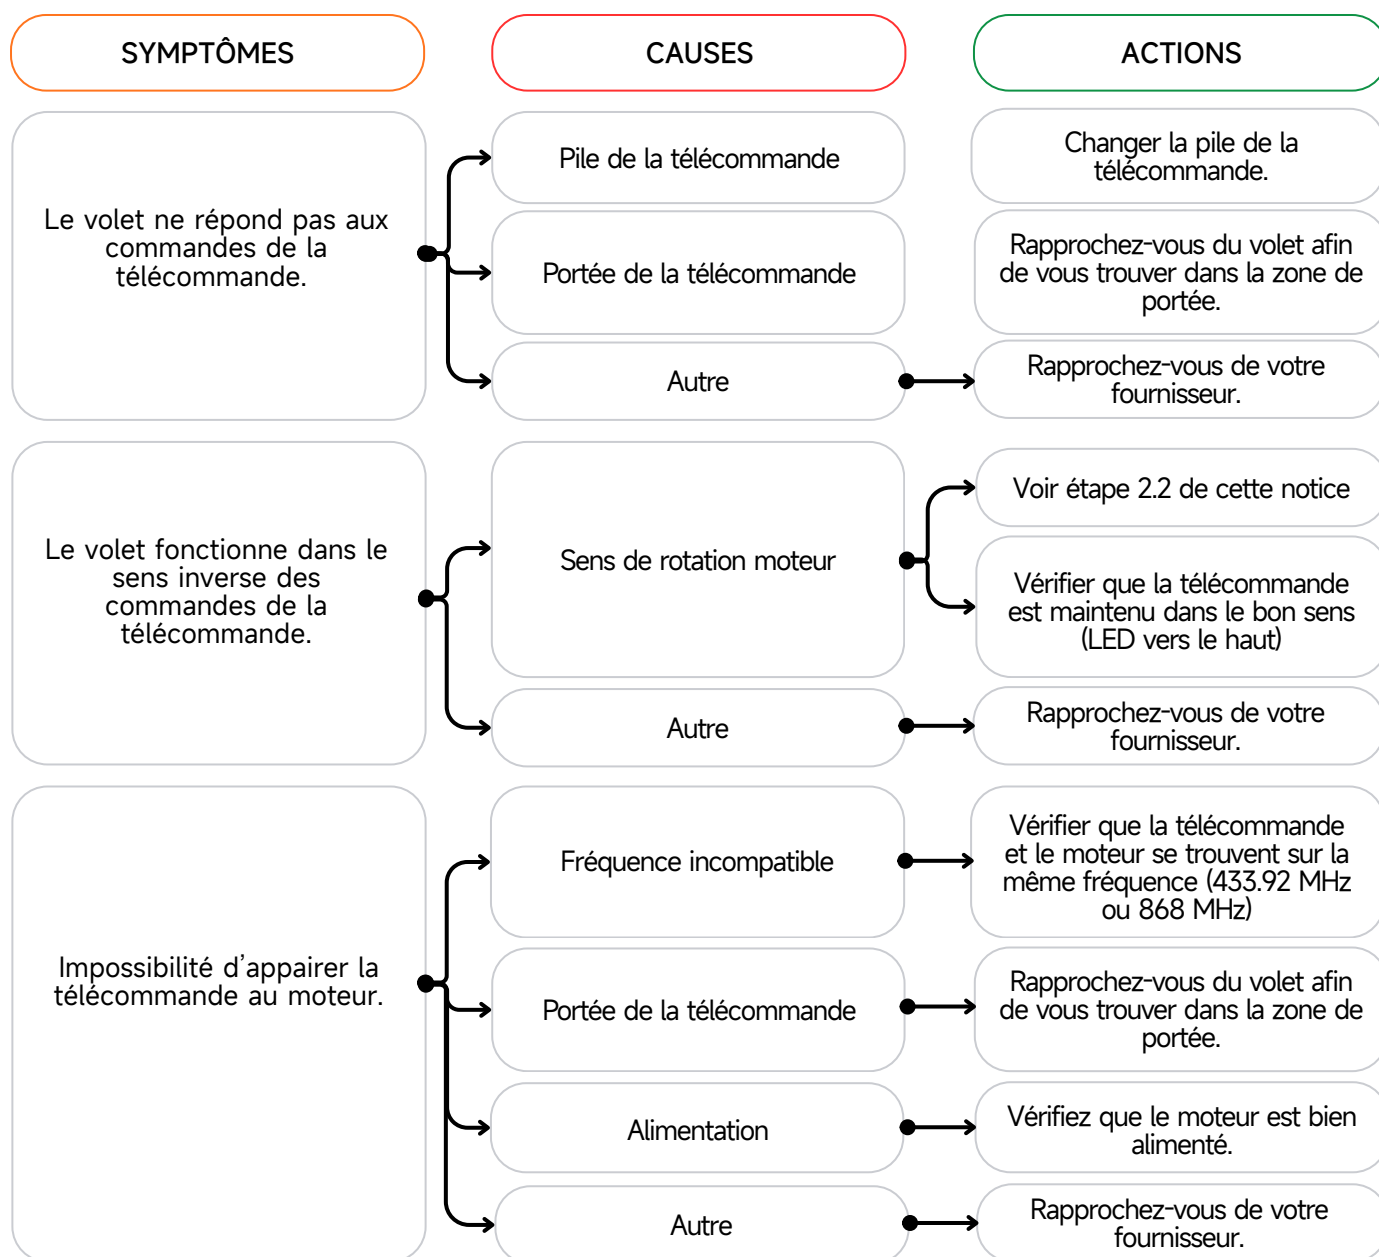 SYMPTÔMES
CAUSES
ACTIONS
Le volet ne répond pas aux
commandes de la
télécommande.
Pile de la télécommande
Changer la pile de la
télécommande.
Portée de la télécommande
Rapprochez-vous du volet afin
de vous trouver dans la zone de
portée.
Autre
Rapprochez-vous de votre
fournisseur.
Le volet fonctionne dans le
sens inverse des
commandes de la
télécommande.
Sens de rotation moteur
Voir étape 2.2 de cette notice
Vérifier que la télécommande
est maintenu dans le bon sens
(LED vers le haut)
Autre
Rapprochez-vous de votre
fournisseur.
Impossibilité d'appairer la
télécommande au moteur.
Fréquence incompatible
Vérifier que la télécommande
et le moteur se trouvent sur la
même fréquence (433.92 MHz
ou 868 MHz)
Portée de la télécommande
Rapprochez-vous du volet afin
de vous trouver dans la zone de
portée.
Alimentation
Vérifiez que le moteur est bien
alimenté.
Autre
Rapprochez-vous de votre
fournisseur.